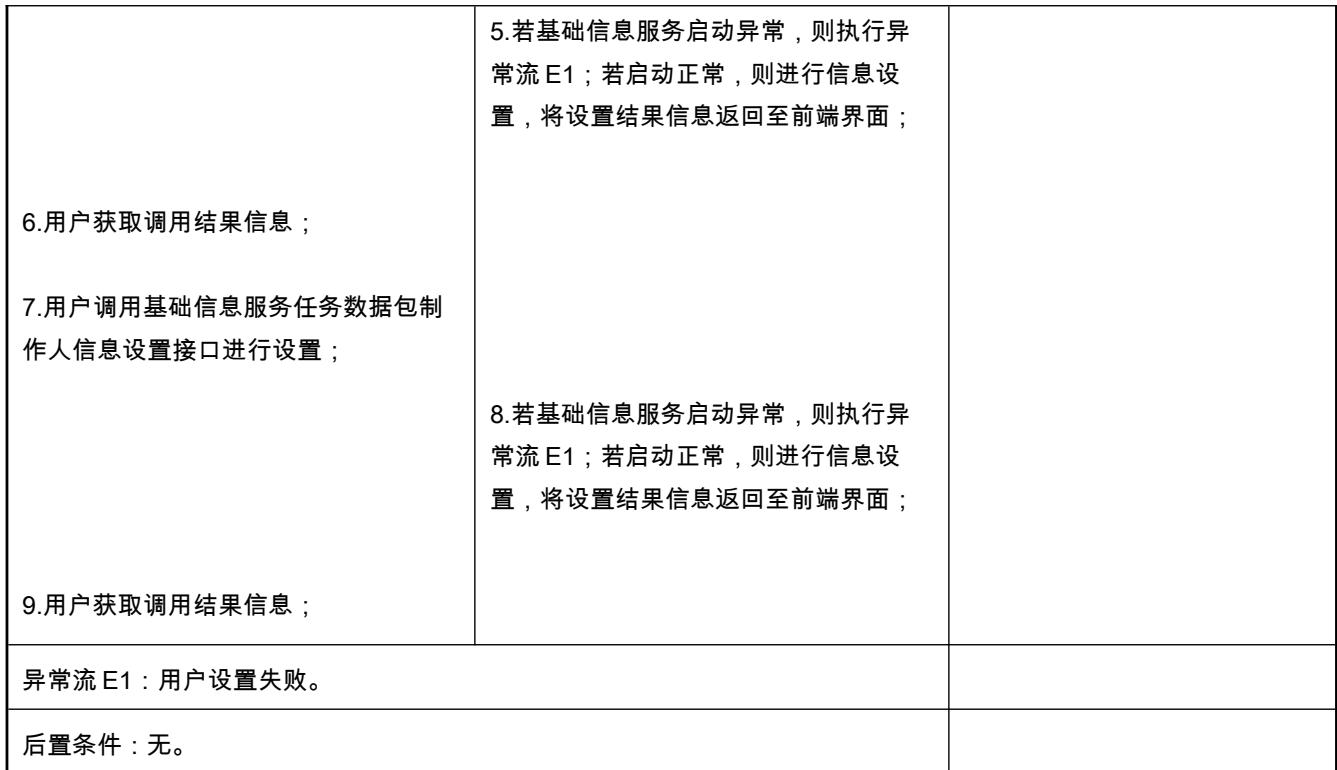 5.若基础信息服务启动异常，则执行异
常流 E1；若启动正常，则进行信息设
置，将设置结果信息返回至前端界面；
6.用户获取调用结果信息；
7.用户调用基础信息服务任务数据包制
作人信息设置接口进行设置；
8.若基础信息服务启动异常，则执行异
常流 E1；若启动正常，则进行信息设
置，将设置结果信息返回至前端界面；
9.用户获取调用结果信息；
异常流 E1：用户设置失败。
后置条件：无。